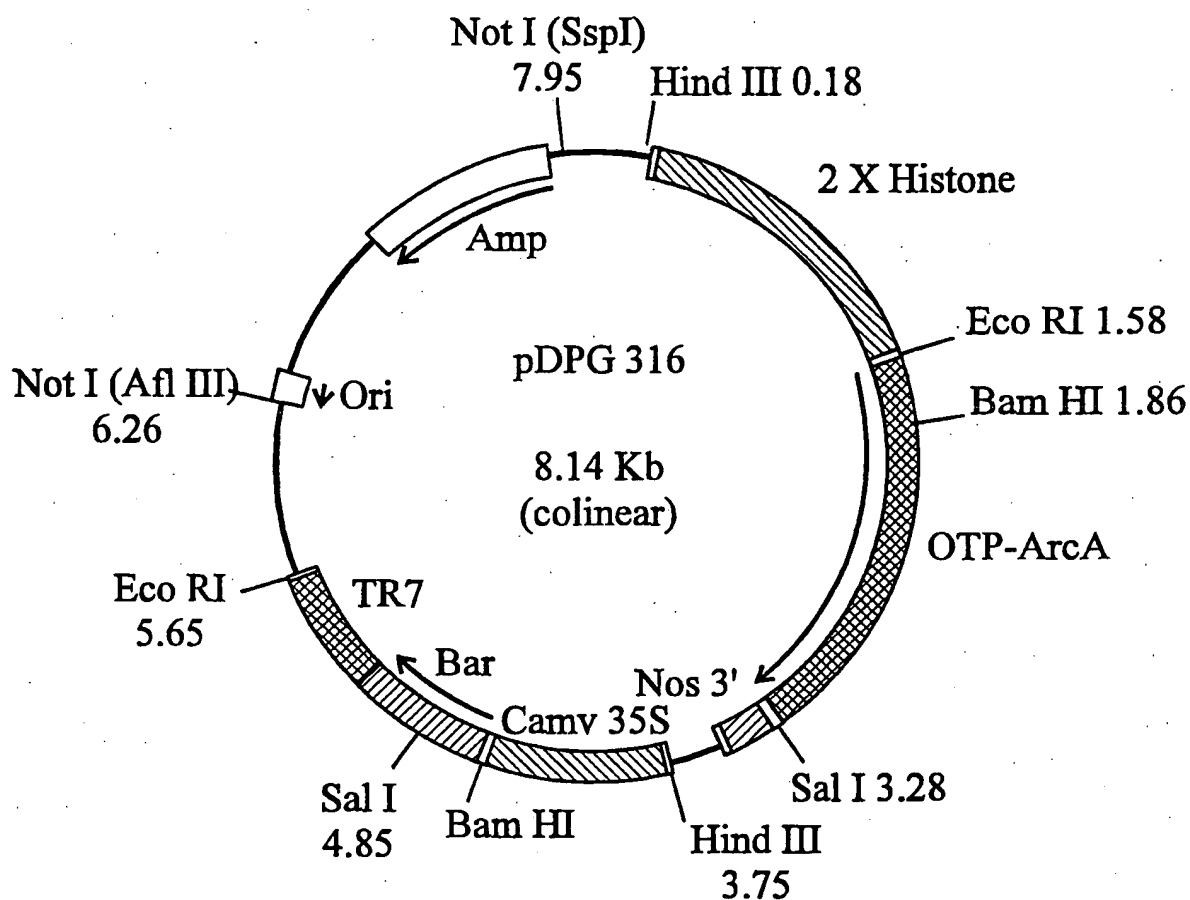 Not I (SspI)
7.95
Hind III 0.18
2 X Histone
Amp
Eco RI 1.58
pDPG 316
Bam HI 1.86
Not I (Afl III)
6.26
Ori
8.14 Kb
(colinear)
OTP-ArcA
Eco RI
5.65
TR7
Bar
Nos 3'
Camv 35S
Sal I 3.28
Sal I
4.85
Bam HI
Hind III
3.75